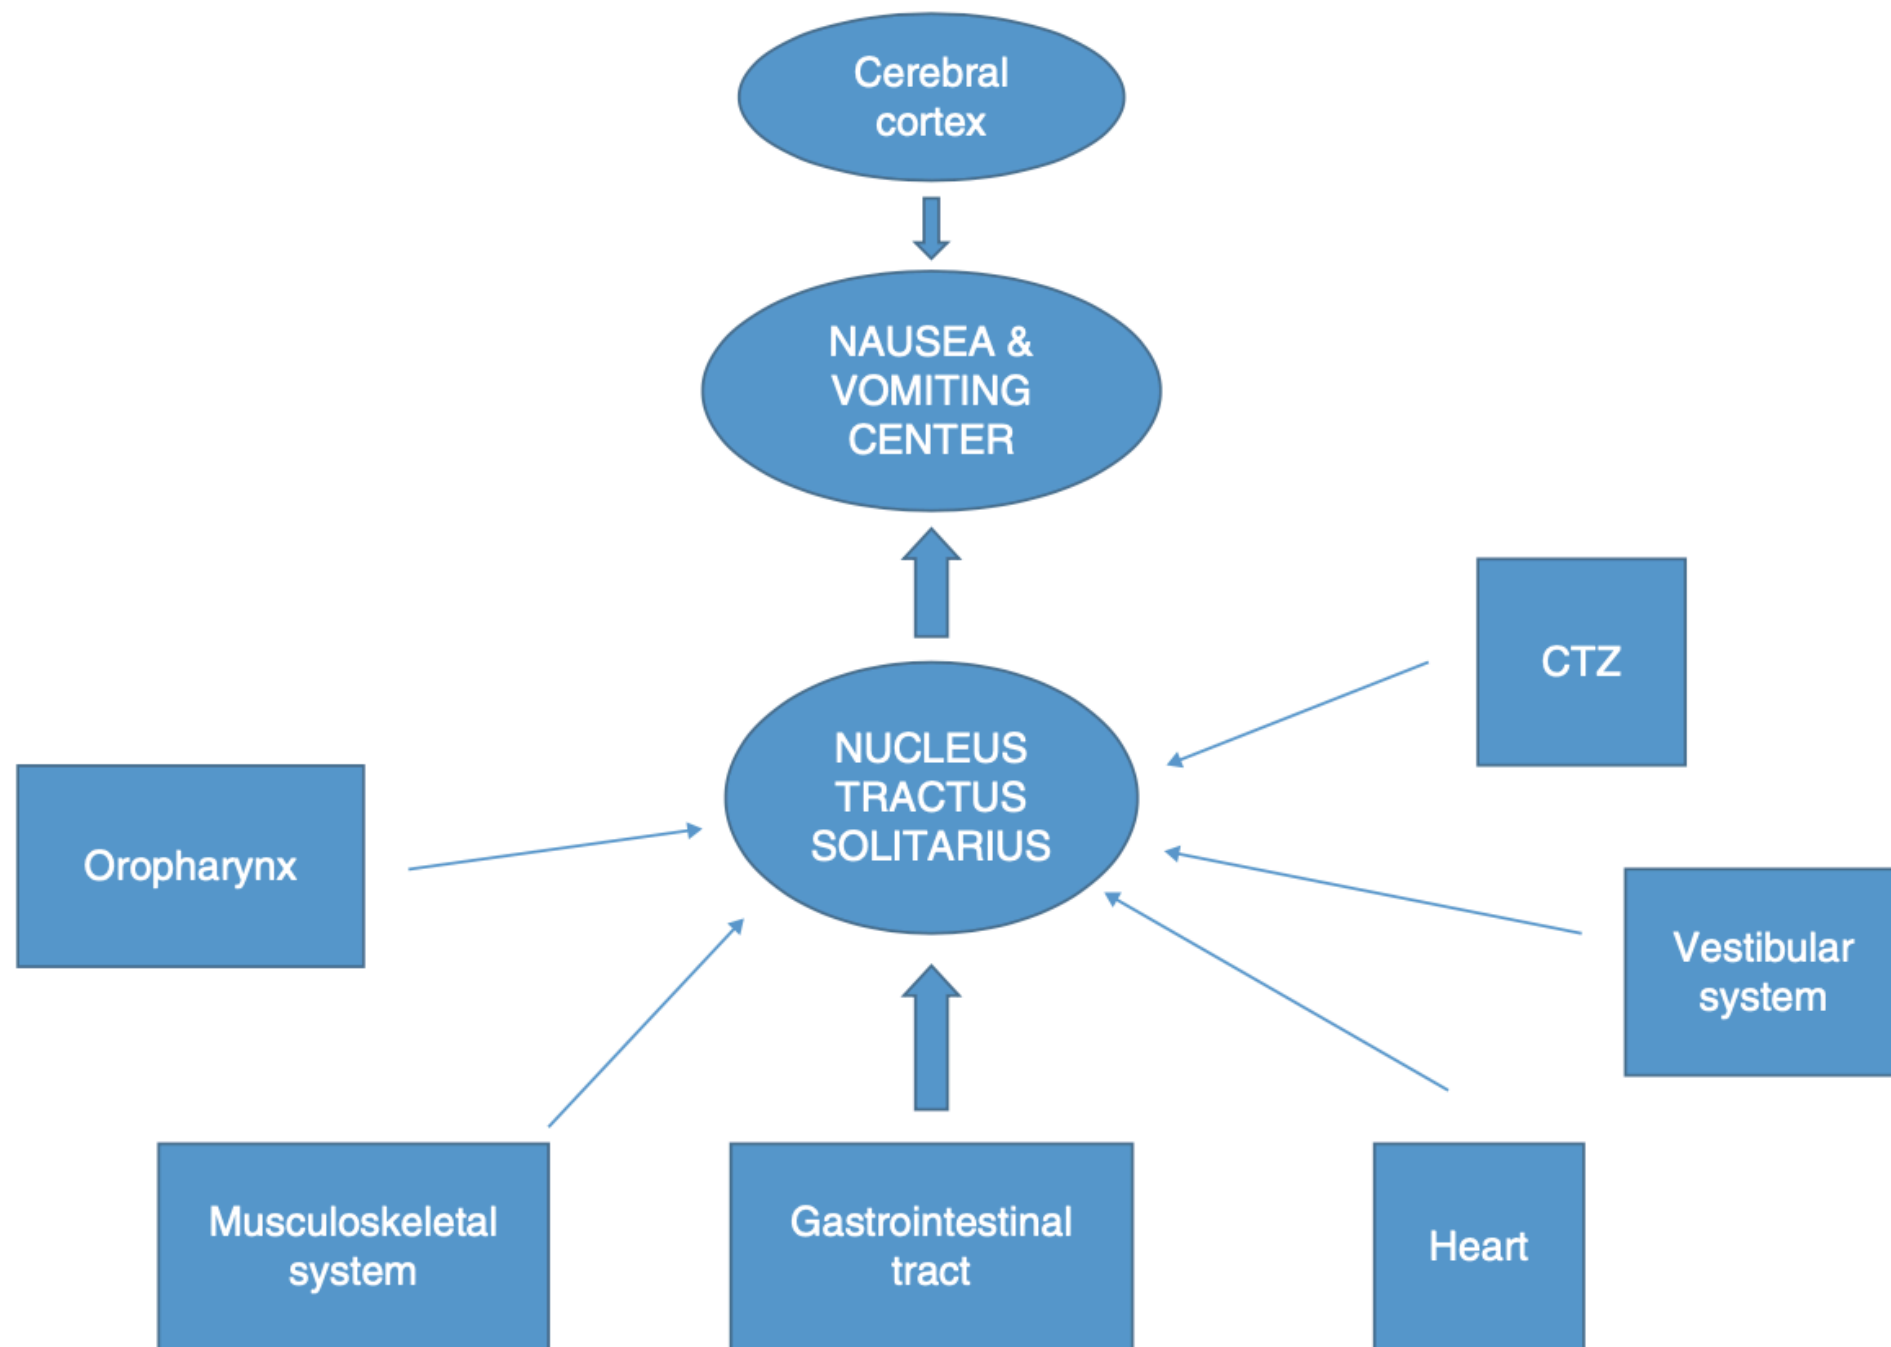 Cerebral
cortex
NAUSEA &
VOMITING
CENTER
CTZ
NUCLEUS
TRACTUS
SOLITARIUS
Oropharynx
Vestibular
system
Musculoskeletal
system
Gastrointestinal
tract
Heart